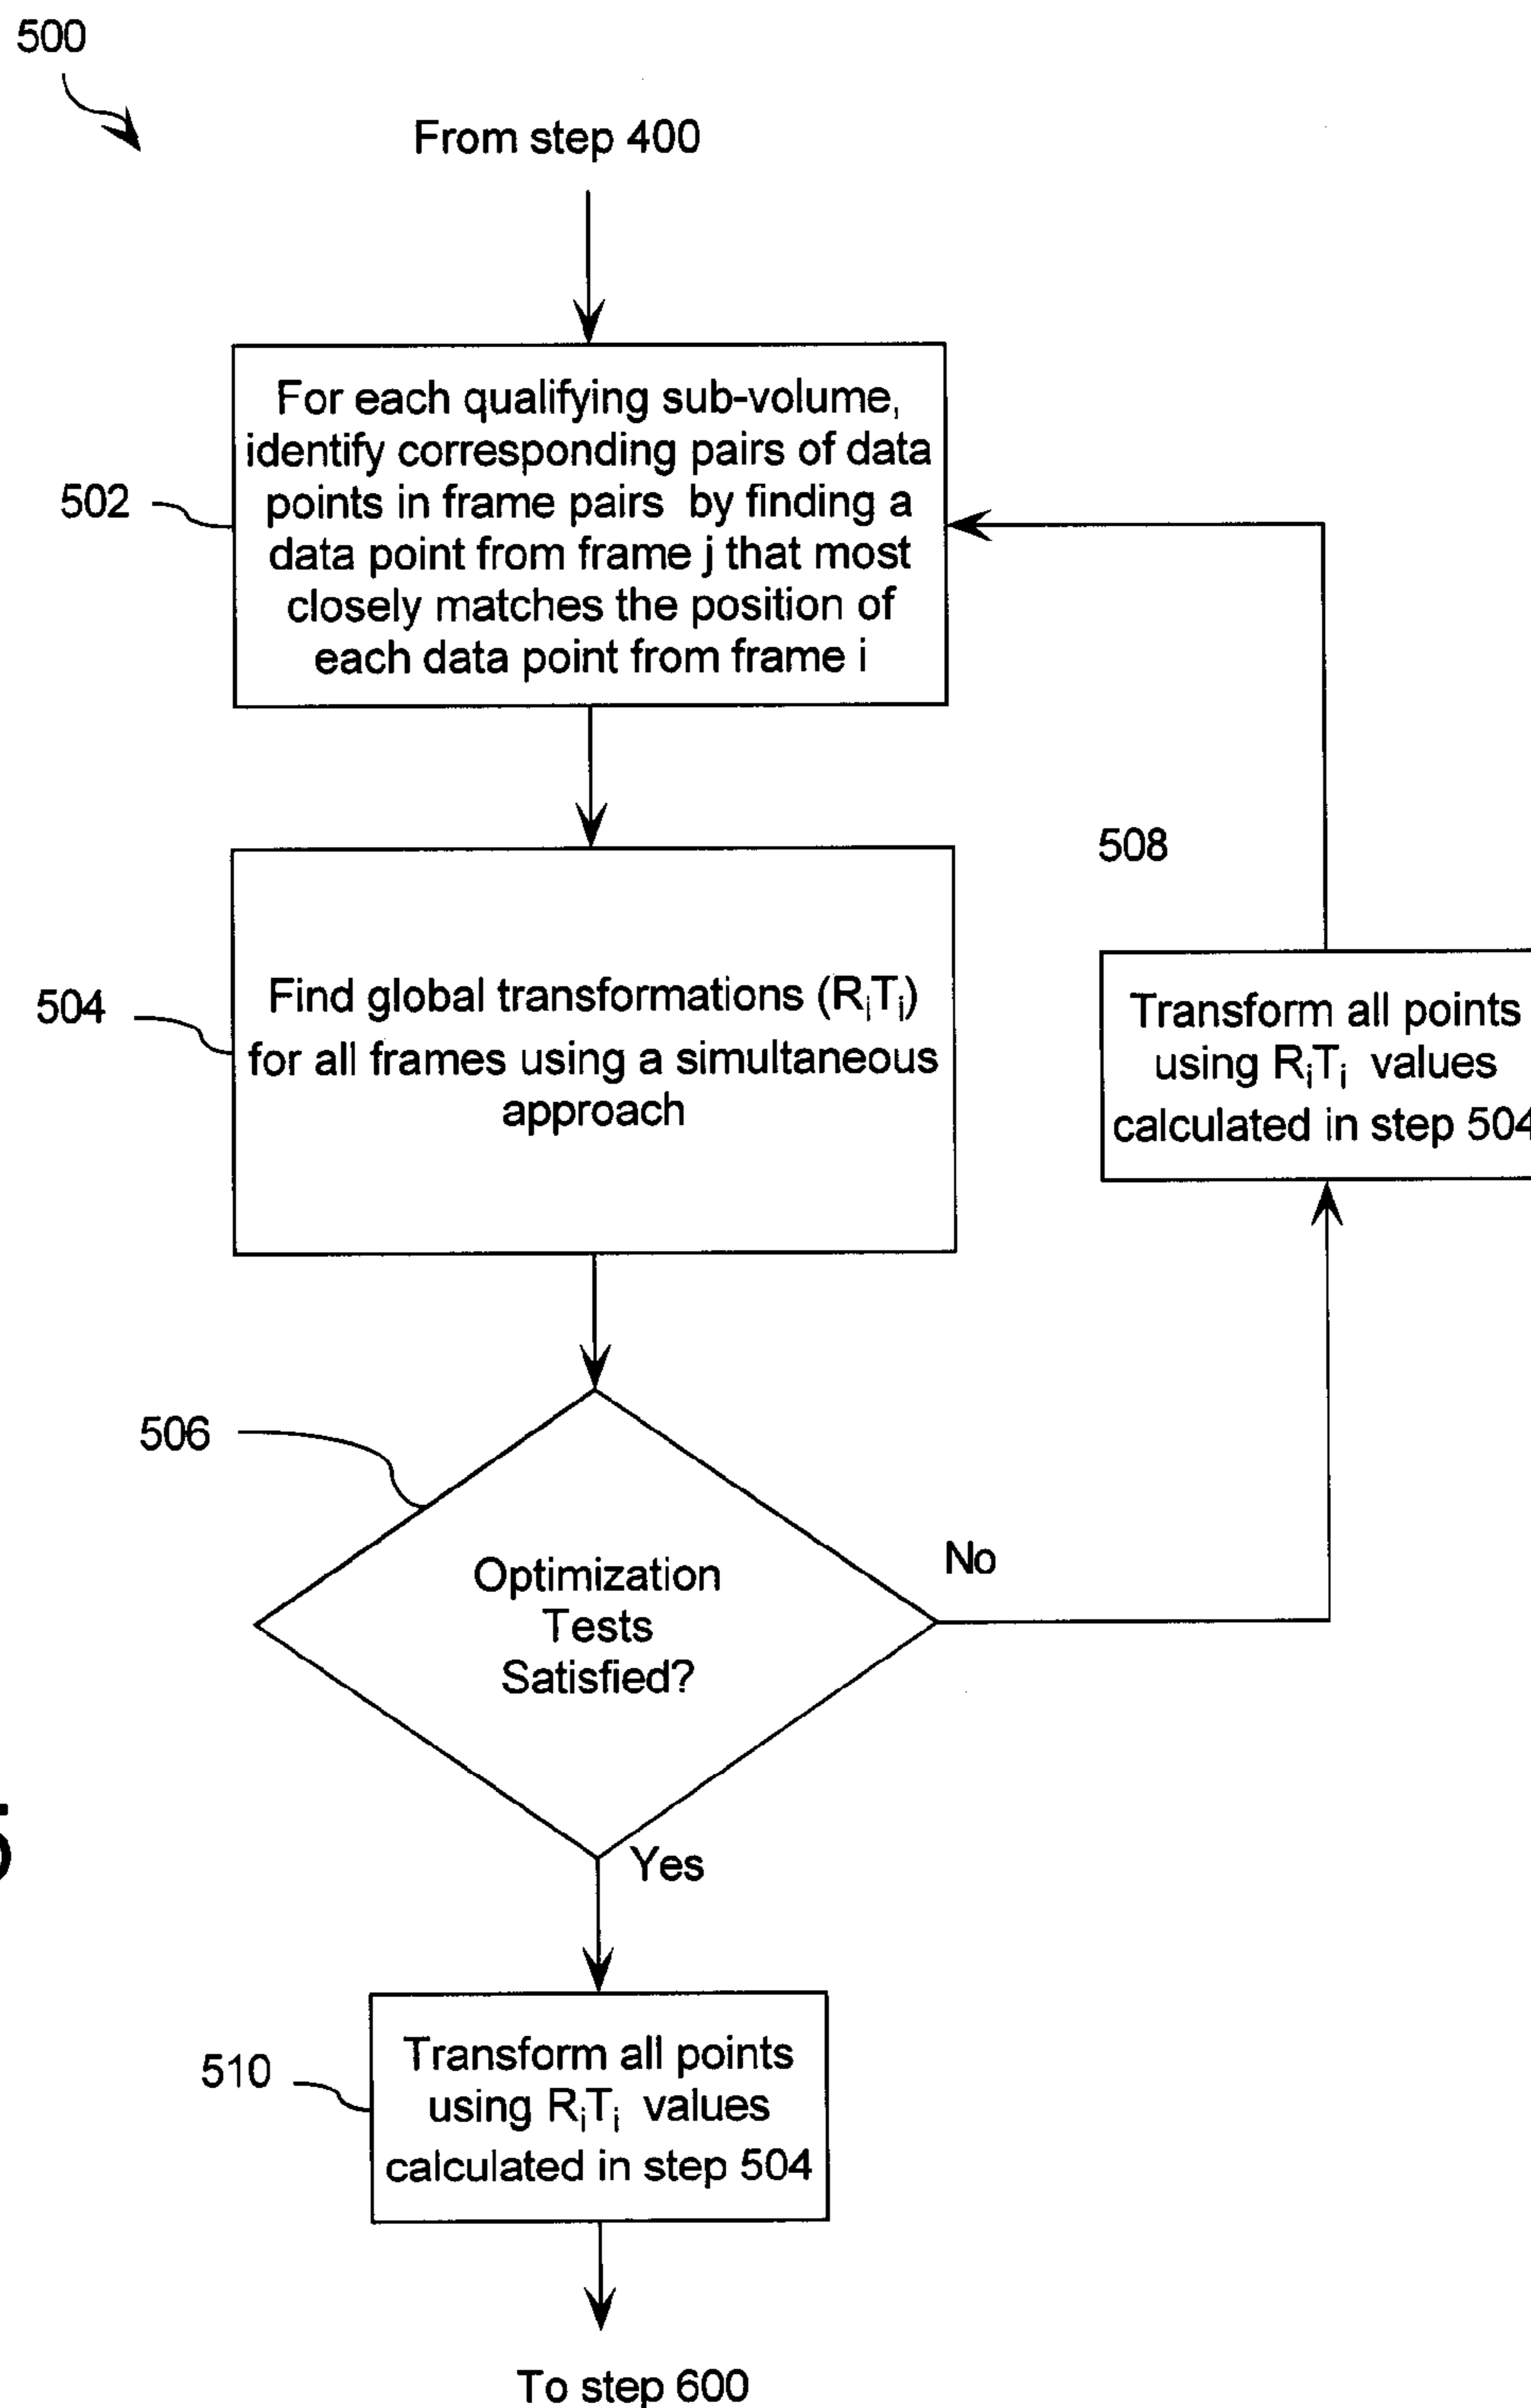 500
From step 400
For each qualifying sub-volume,
identify corresponding pairs of data
points in frame pairs by finding a
data point from frame j that most
closely matches the position of
each data point from frame i
502
508
Find global transformations (RᵢTᵢ)
for all frames using a simultaneous
approach
504
Transform all points
using RᵢTᵢ values
calculated in step 504
506
Optimization
Tests
Satisfied?
No
Yes
5
510
Transform all points
using RᵢTᵢ values
calculated in step 504
To step 600